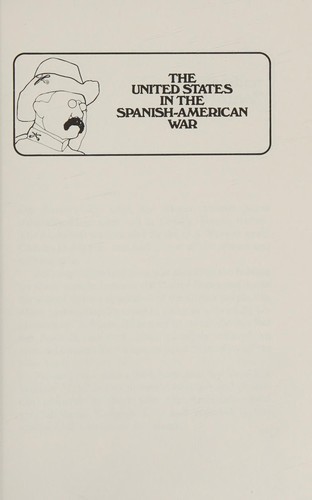 THE
UNITED STATES
IN THE
SPANISH-AMERICAN
WAR